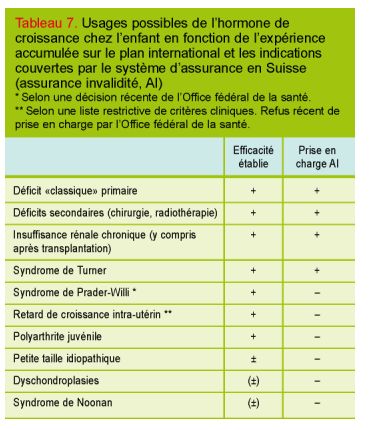 Tableau 7. Usages possibles de l'hormone de
croissance chez l'enfant en fonction de l'expérience
accumulée sur le plan international et les indications
couvertes par le système d'assurance en Suisse
(assurance invalidité, AI)
* Selon une décision récente de l'Office fédéral de la santé.
** Selon une liste restrictive de critères cliniques. Refus récent de
prise en charge par l'Office fédéral de la santé.
Efficacité Prise en
établie charge AI
Déficit «classique» primaire + +
Déficits secondaires (chirurgie, radiothérapie) + +
Insuffisance rénale chronique (y compris + +
après transplantation)
Syndrome de Turner + +
Syndrome de Prader-Willi * + –
Retard de croissance intra-utérin ** + –
Polyarthrite juvénile + –
Petite taille idiopathique ± –
Dyschondroplasies (±) –
Syndrome de Noonan (±) –